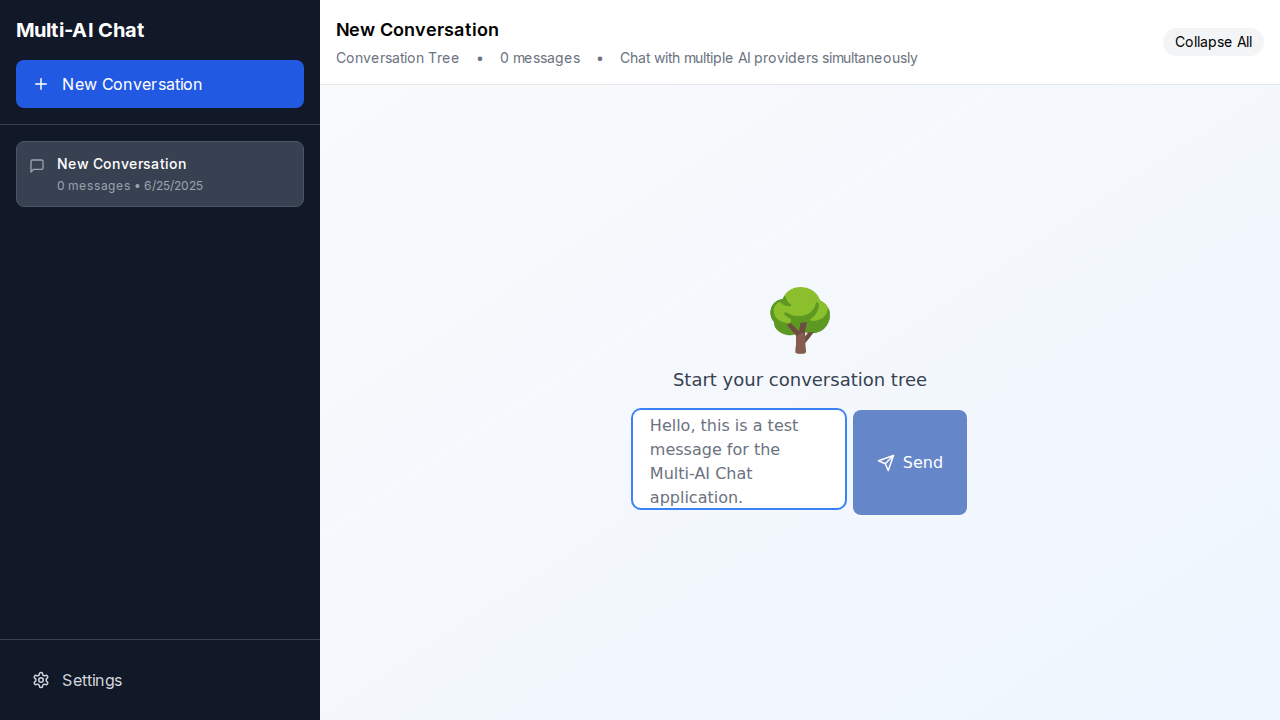 Multi-AI Chat
New Conversation
New Conversation
0 messages • 6/25/2025
Settings
New Conversation
Conversation Tree • 0 messages • Chat with multiple AI providers simultaneously
Collapse All
Start your conversation tree
Hello, this is a test
message for the
Multi-AI Chat
application.
Send